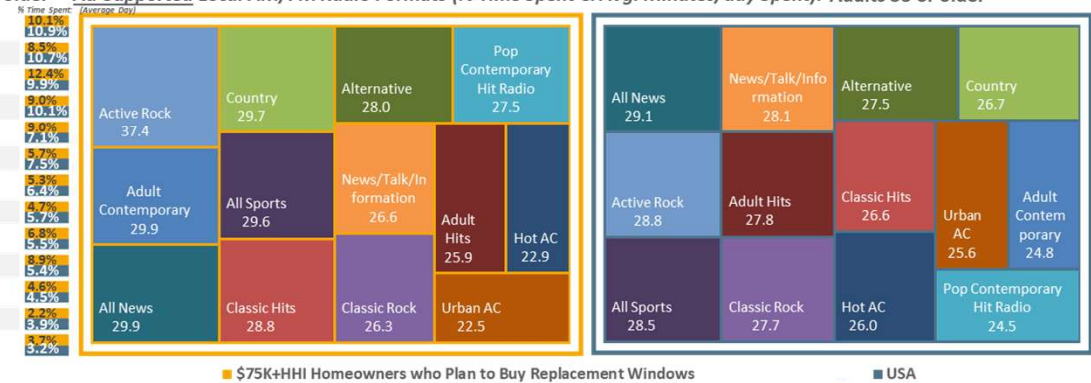 % Time Spent: (Average Day)
10.1%
10.9%
8.5%
10.7%
12.4%
9.9%
9.0%
10.1%
9.0%
7.1%
5.7%
7.5%
5.3%
6.4%
4.7%
5.7%
6.8%
5.5%
8.9%
5.4%
4.6%
4.5%
2.2%
3.9%
3.7%
3.2%
Active Rock
37.4
Adult
Contemporary
29.9
All News
29.9
Country
29.7
All Sports
29.6
Classic Hits
28.8
Alternative
28.0
Pop
Contemporary
Hit Radio
27.5
News/Talk/In
formation
26.6
Classic Rock
26.3
Adult
Hits
25.9
Hot AC
22.9
Urban AC
22.5
All News
29.1
Active Rock
28.8
All Sports
28.5
News/Talk/Info
rmation
28.1
Adult Hits
27.8
Classic Rock
27.7
Alternative
27.5
Country
26.7
Classic Hits
26.6
Hot AC
26.0
Urban
AC
25.6
Adult
Contem
porary
24.8
Pop Contemporary
Hit Radio
24.5
$75K+HHI Homeowners who Plan to Buy Replacement Windows
USA